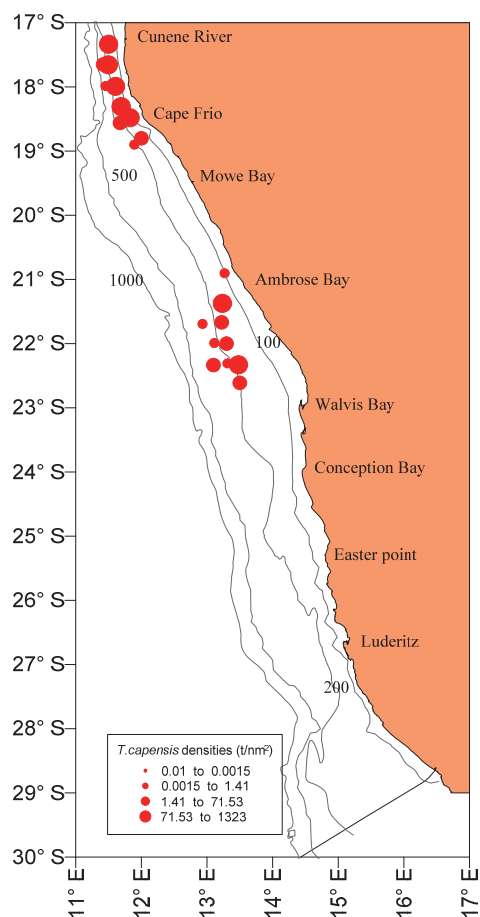 17° S
Cunene River
18° S
Cape Frio
19° S
500
Mowe Bay
20° S
21° S
1000
Ambrose Bay
22° S
100
23° S
Walvis Bay
24° S
Conception Bay
25° S
Easter point
26° S
Luderitz
27° S
200
28° S
T.capensis densities (t/nm²)
0.01 to 0.0015
0.0015 to 1.41
1.41 to 71.53
71.53 to 1323
29° S
30° S
11° E
12° E
13° E
14° E
15° E
16° E
17° E